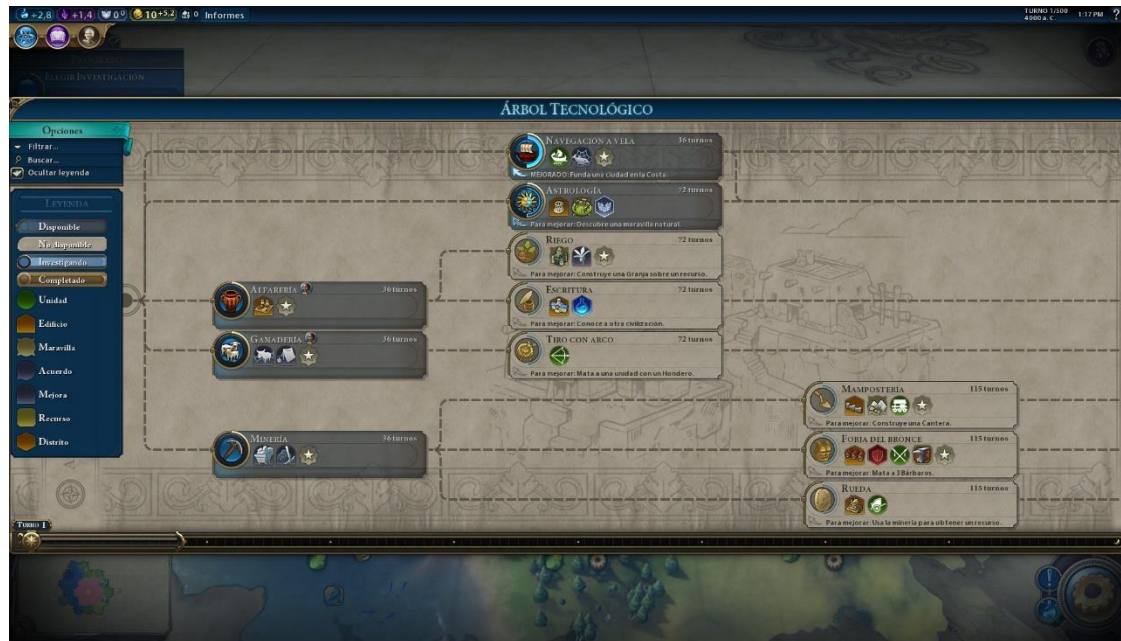 +2,8 +1,4 0 0 10 +5,2 0 Informes
TURNO 1/500
4000 a. C.
1:17 PM ?
ELEGIR INVESTIGACIÓN
ÁRBOL TECNOLÓGICO
Opciones
Filtrar...
Buscar...
Ocultar leyenda
LEYENDA
Disponible
No disponible
Investigando
Completado
Unidad
Edificio
Maravilla
Acuerdo
Mejora
Recurso
Distrito
NAVEGACIÓN A VELA 36 turnos
MEJORADO: Funda una ciudad en la Costa.
ASTROLOGÍA 72 turnos
Para mejorar: Descubre una maravilla natural.
RIEGO 72 turnos
Para mejorar: Construye una Granja sobre un recurso.
ALFARERÍA 36 turnos
ESCRITURA 72 turnos
Para mejorar: Conoce a otra civilización.
GANADERÍA 36 turnos
TIRO CON ARCO 72 turnos
Para mejorar: Mata a una unidad con un Hondero.
MAMPOSTERÍA 115 turnos
Para mejorar: Construye una Cantera.
MINERÍA 36 turnos
FORJA DEL BRONCE 115 turnos
Para mejorar: Mata a 3 Bárbaros.
RUEDA 115 turnos
Para mejorar: Usa la minería para obtener un recurso.
TURNO 1